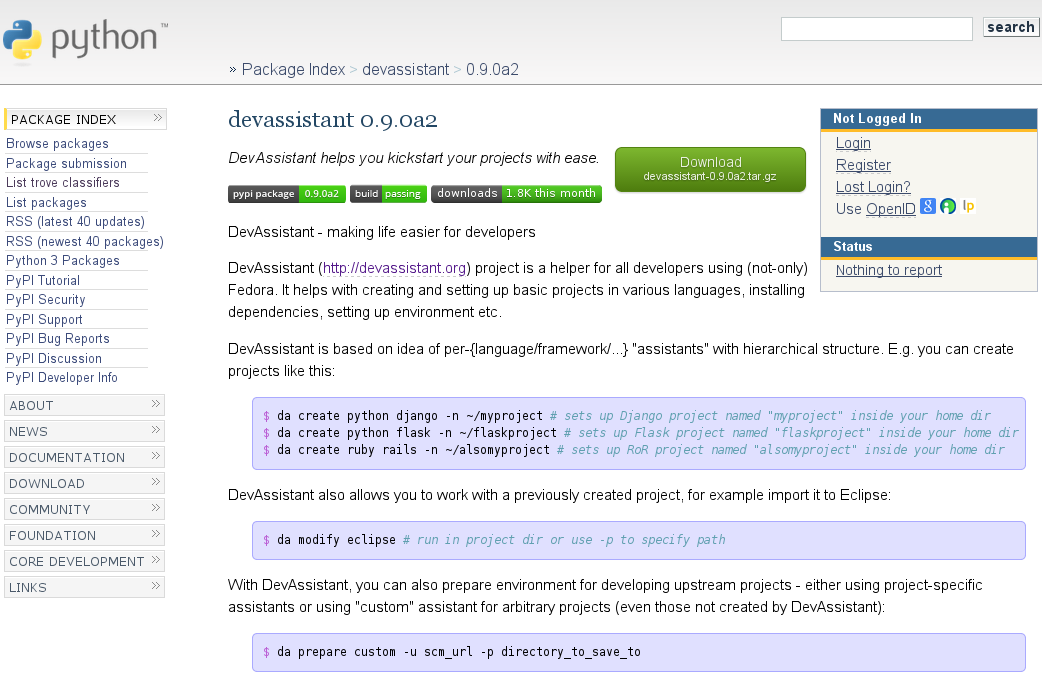 python™
search
» Package Index > devassistant > 0.9.0a2
PACKAGE INDEX »
Browse packages
Package submission
List trove classifiers
List packages
RSS (latest 40 updates)
RSS (newest 40 packages)
Python 3 Packages
PyPI Tutorial
PyPI Security
PyPI Support
PyPI Bug Reports
PyPI Discussion
PyPI Developer Info
ABOUT »
NEWS »
DOCUMENTATION »
DOWNLOAD »
COMMUNITY »
FOUNDATION »
CORE DEVELOPMENT »
LINKS »
devassistant 0.9.0a2
DevAssistant helps you kickstart your projects with ease.
Download
devassistant-0.9.0a2.tar.gz
pypi package 0.9.0a2 build passing downloads 1.8K this month
DevAssistant - making life easier for developers
DevAssistant (http://devassistant.org) project is a helper for all developers using (not-only)
Fedora. It helps with creating and setting up basic projects in various languages, installing
dependencies, setting up environment etc.
DevAssistant is based on idea of per-{language/framework/...} "assistants" with hierarchical structure. E.g. you can create
projects like this:
$ da create python django -n ~/myproject # sets up Django project named "myproject" inside your home dir
$ da create python flask -n ~/flaskproject # sets up Flask project named "flaskproject" inside your home dir
$ da create ruby rails -n ~/alsomyproject # sets up RoR project named "alsomyproject" inside your home dir
DevAssistant also allows you to work with a previously created project, for example import it to Eclipse:
$ da modify eclipse # run in project dir or use -p to specify path
With DevAssistant, you can also prepare environment for developing upstream projects - either using project-specific
assistants or using "custom" assistant for arbitrary projects (even those not created by DevAssistant):
$ da prepare custom -u scm_url -p directory_to_save_to
Not Logged In
Login
Register
Lost Login?
Use OpenID 8 lp
Status
Nothing to report